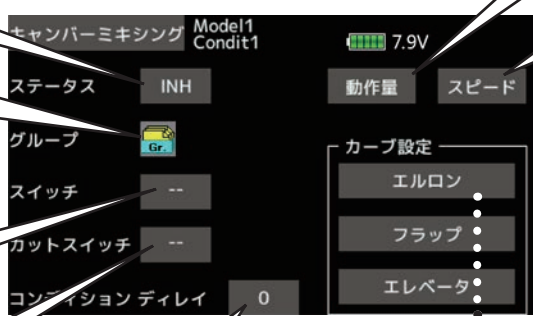 キャンバーミキシング Model1
Condit1
7.9V
ステータス INH 動作量 スピード
グループ Gr. カーブ設定
スイッチ -- エルロン
カットスイッチ -- フラップ
コンディション ディレイ 0 エレベータ